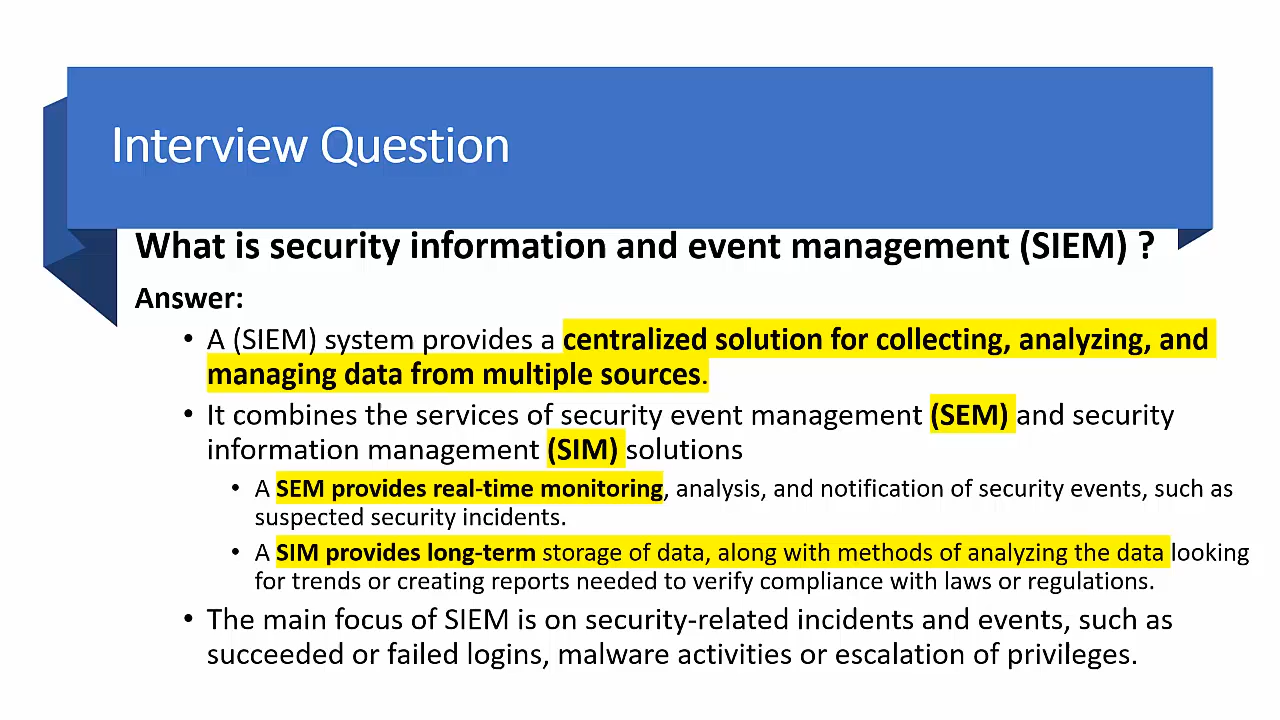 Interview Question
What is security information and event management (SIEM) ?
Answer:
• A (SIEM) system provides a centralized solution for collecting, analyzing, and
managing data from multiple sources.
• It combines the services of security event management (SEM) and security
information management (SIM) solutions
• A SEM provides real-time monitoring, analysis, and notification of security events, such as
suspected security incidents.
• A SIM provides long-term storage of data, along with methods of analyzing the data looking
for trends or creating reports needed to verify compliance with laws or regulations.
• The main focus of SIEM is on security-related incidents and events, such as
succeeded or failed logins, malware activities or escalation of privileges.